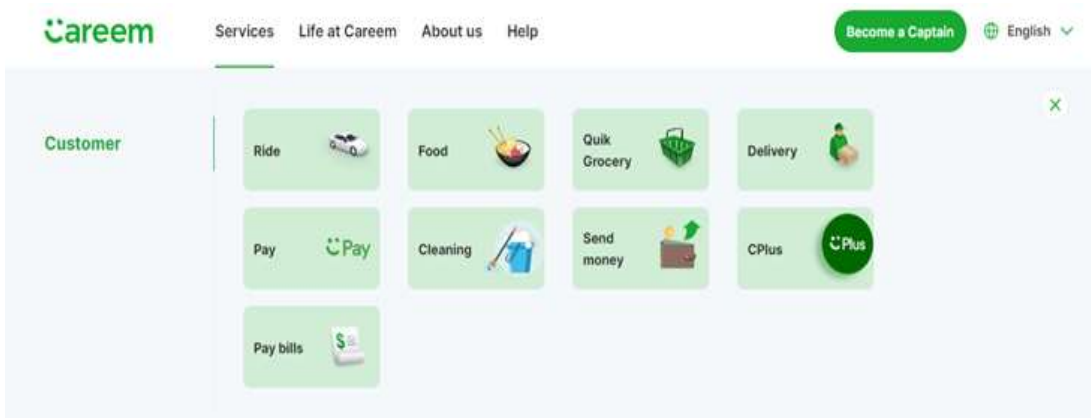 Careem
Services Life at Careem About us Help
Become a Captain
English
Customer
Ride
Food
Quik
Grocery
Delivery
Pay
Pay
Cleaning
Send
money
CPlus
Plus
Pay bills
$